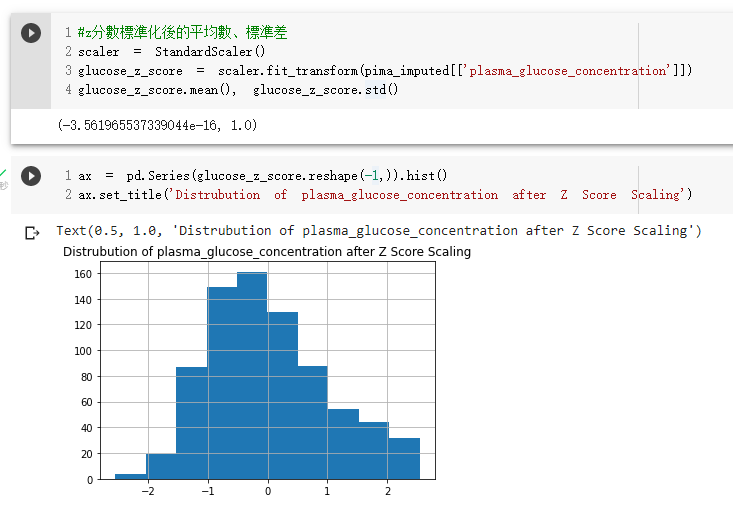 1 #z分數標準化後的平均數、標準差
2 scaler = StandardScaler()
3 glucose_z_score = scaler.fit_transform(pima_imputed[['plasma_glucose_concentration']])
4 glucose_z_score.mean(), glucose_z_score.std()
(-3.561965537339044e-16, 1.0)
秒
1 ax = pd.Series(glucose_z_score.reshape(-1,)).hist()
2 ax.set_title('Distrubution of plasma_glucose_concentration after Z Score Scaling')
Text(0.5, 1.0, 'Distrubution of plasma_glucose_concentration after Z Score Scaling')
Distrubution of plasma_glucose_concentration after Z Score Scaling
160
140
120
100
80
60
40
20
0
−2 −1 0 1 2